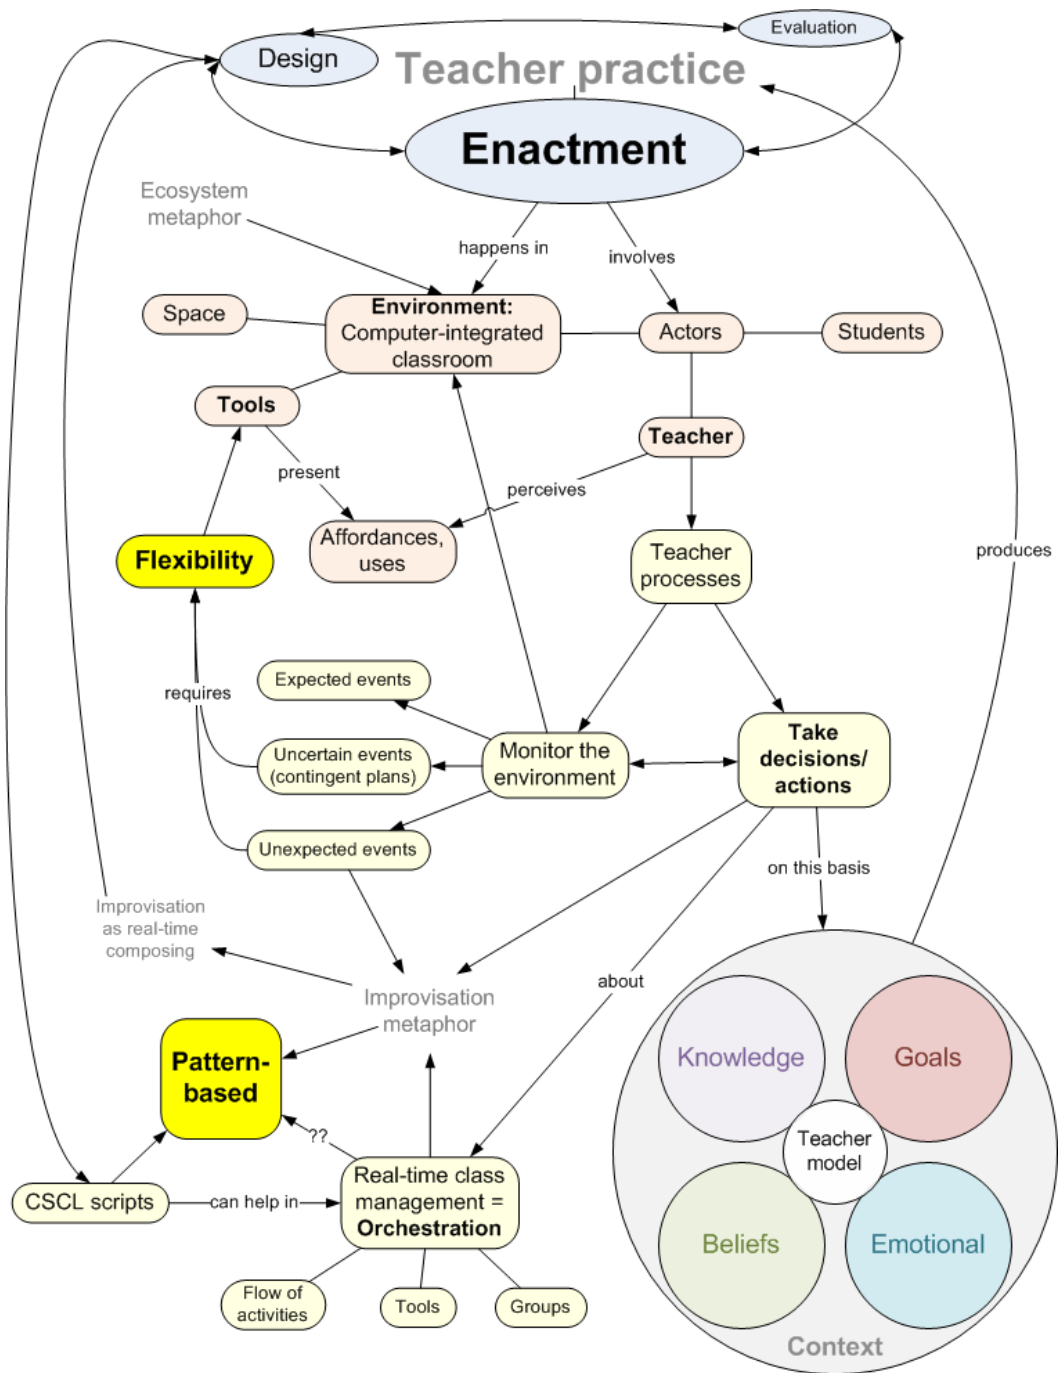 Evaluation
Design
Teacher practice
Enactment
Ecosystem
metaphor
happens in
involves
Environment:
Computer-integrated
classroom
Space
Actors
Students
Tools
Teacher
present
perceives
Affordances,
uses
Flexibility
Teacher
processes
produces
requires
Expected events
Uncertain events
(contingent plans)
Monitor the
environment
Take
decisions/
actions
Unexpected events
on this basis
Improvisation
as real-time
composing
Improvisation
metaphor
about
Pattern-
based
??
Knowledge
Goals
Teacher
model
Beliefs
Emotional
Context
CSCL scripts
can help in
Real-time class
management =
Orchestration
Flow of
activities
Tools
Groups